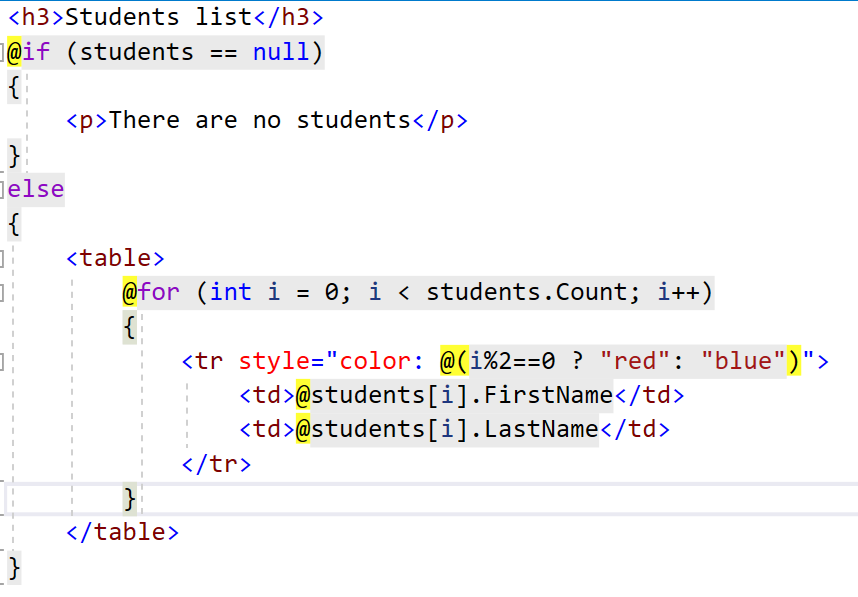 <h3>Students list</h3>
@if (students == null)
{
    <p>There are no students</p>
}
else
{
    <table>
        @for (int i = 0; i < students.Count; i++)
        {
            <tr style="color: @(i%2==0 ? "red": "blue")">
                <td>@students[i].FirstName</td>
                <td>@students[i].LastName</td>
            </tr>
        }
    </table>
}